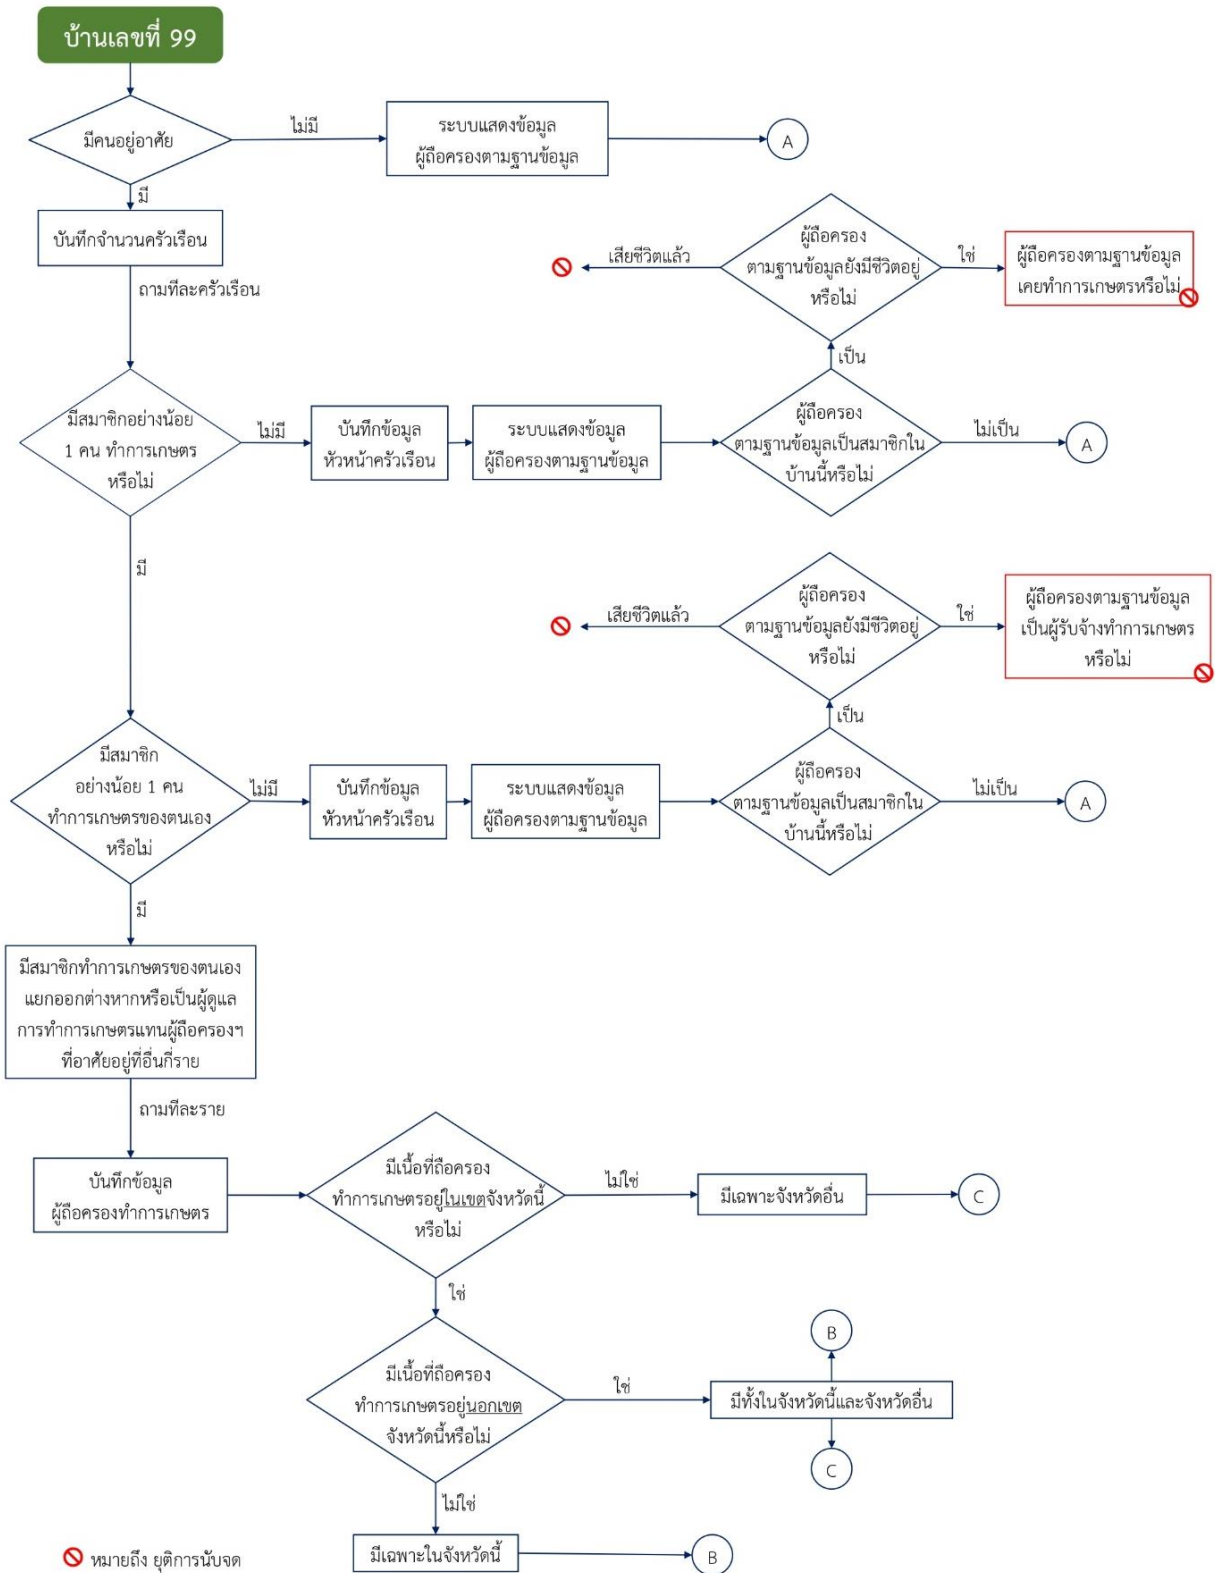 บ้านเลขที่ 99
มีคนอยู่อาศัย
ไม่มี
ระบบแสดงข้อมูล
ผู้ถือครองตามฐานข้อมูล
A
มี
บันทึกจำนวนครัวเรือน
ถามทีละครัวเรือน
ผู้ถือครอง
ตามฐานข้อมูลยังมีชีวิตอยู่
หรือไม่
เสียชีวิตแล้ว
ใช่
ผู้ถือครองตามฐานข้อมูล
เคยทำการเกษตรหรือไม่
เป็น
มีสมาชิกอย่างน้อย
1 คน ทำการเกษตร
หรือไม่
ไม่มี
บันทึกข้อมูล
หัวหน้าครัวเรือน
ระบบแสดงข้อมูล
ผู้ถือครองตามฐานข้อมูล
ผู้ถือครอง
ตามฐานข้อมูลเป็นสมาชิกใน
บ้านนี้หรือไม่
ไม่เป็น
A
มี
ผู้ถือครอง
ตามฐานข้อมูลยังมีชีวิตอยู่
หรือไม่
เสียชีวิตแล้ว
ใช่
ผู้ถือครองตามฐานข้อมูล
เป็นผู้รับจ้างทำการเกษตร
หรือไม่
เป็น
มีสมาชิก
อย่างน้อย 1 คน
ทำการเกษตรของตนเอง
หรือไม่
ไม่มี
บันทึกข้อมูล
หัวหน้าครัวเรือน
ระบบแสดงข้อมูล
ผู้ถือครองตามฐานข้อมูล
ผู้ถือครอง
ตามฐานข้อมูลเป็นสมาชิกใน
บ้านนี้หรือไม่
ไม่เป็น
A
มี
มีสมาชิกทำการเกษตรของตนเอง
แยกออกต่างหากหรือเป็นผู้ดูแล
การทำการเกษตรแทนผู้ถือครองฯ
ที่อาศัยอยู่ที่อื่นกี่ราย
ถามทีละราย
บันทึกข้อมูล
ผู้ถือครองทำการเกษตร
มีเนื้อที่ถือครอง
ทำการเกษตรอยู่ในเขตจังหวัดนี้
หรือไม่
ไม่ใช่
มีเฉพาะจังหวัดอื่น
C
ใช่
มีเนื้อที่ถือครอง
ทำการเกษตรอยู่นอกเขต
จังหวัดนี้หรือไม่
ใช่
B
มีทั้งในจังหวัดนี้และจังหวัดอื่น
C
ไม่ใช่
มีเฉพาะในจังหวัดนี้
B
หมายถึง ยุติการนับจด